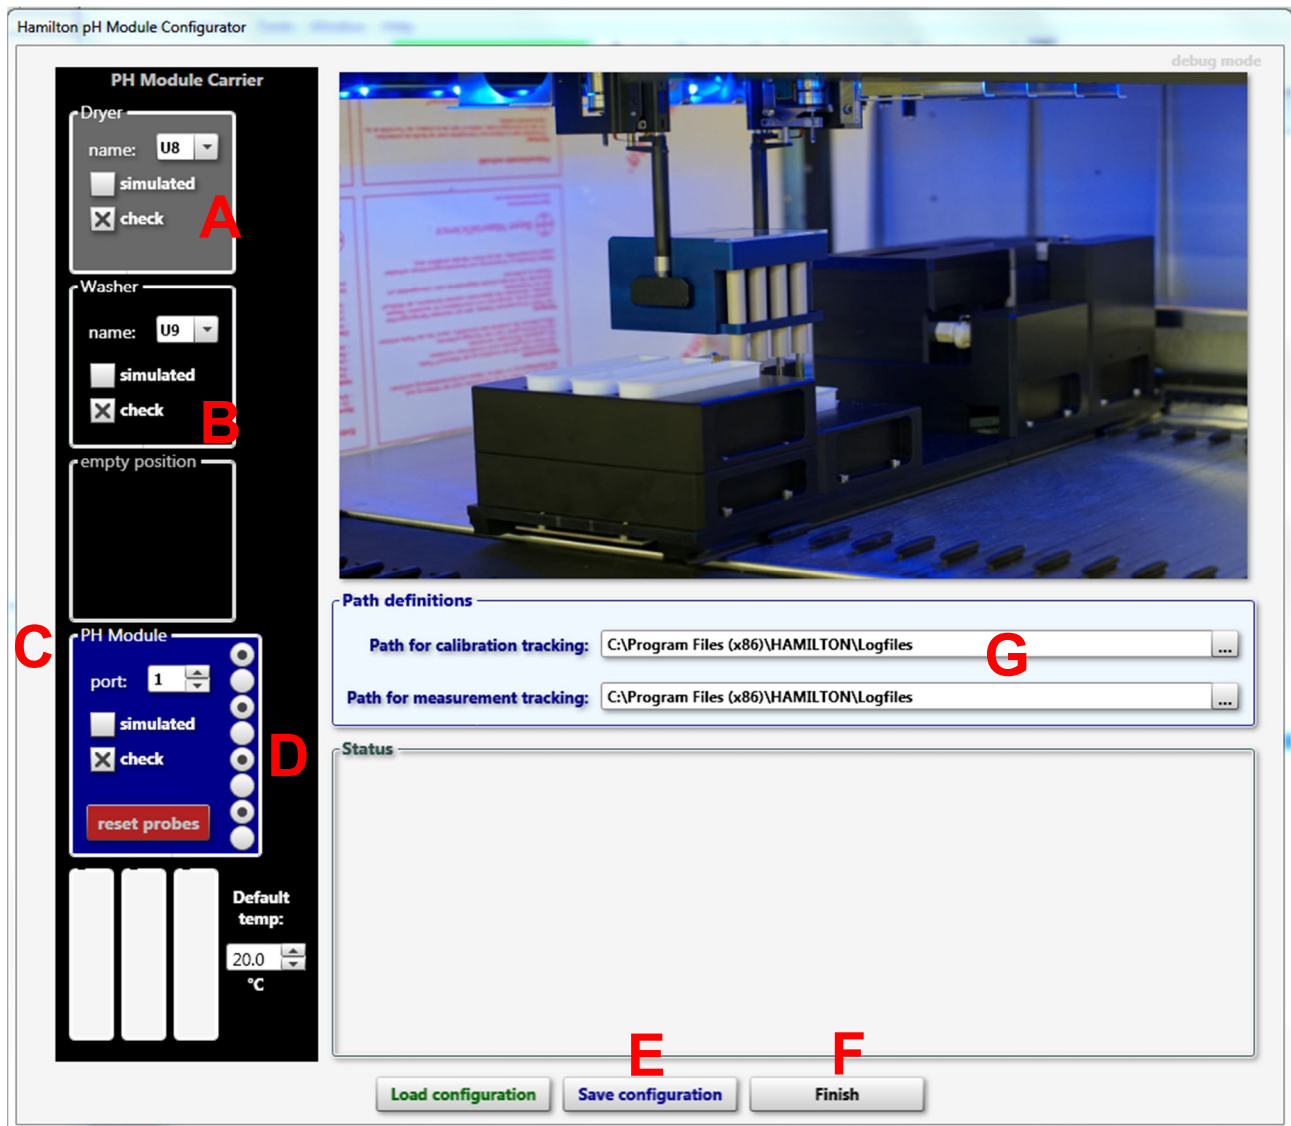 Hamilton pH Module Configurator
debug mode
PH Module Carrier
Dryer
name: U8
simulated
check
A
Washer
name: U9
simulated
check
B
empty position
C
PH Module
port: 1
simulated
check
D
reset probes
Default
temp:
20.0
°C
Path definitions
Path for calibration tracking: C:\Program Files (x86)\HAMILTON\Logfiles ...
G
Path for measurement tracking: C:\Program Files (x86)\HAMILTON\Logfiles ...
Status
E
F
Load configuration
Save configuration
Finish